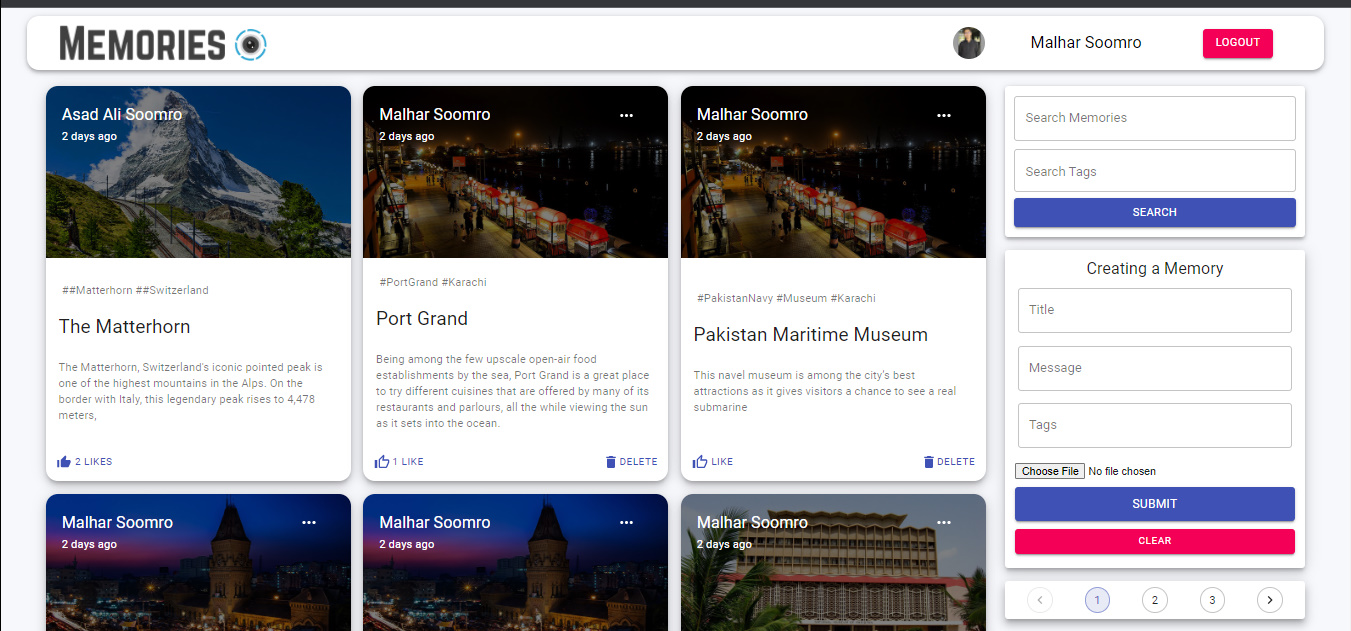 MEMORIES
Malhar Soomro
LOGOUT
Asad Ali Soomro
2 days ago
##Matterhorn ##Switzerland
The Matterhorn
The Matterhorn, Switzerland's iconic pointed peak is
one of the highest mountains in the Alps. On the
border with Italy, this legendary peak rises to 4,478
meters,
2 LIKES
Malhar Soomro
2 days ago
#PortGrand #Karachi
Port Grand
Being among the few upscale open-air food
establishments by the sea, Port Grand is a great place
to try different cuisines that are offered by many of its
restaurants and parlours, all the while viewing the sun
as it sets into the ocean.
1 LIKE
DELETE
Malhar Soomro
2 days ago
#PakistanNavy #Museum #Karachi
Pakistan Maritime Museum
This navel museum is among the city's best
attractions as it gives visitors a chance to see a real
submarine
LIKE
DELETE
Malhar Soomro
2 days ago
Malhar Soomro
2 days ago
Malhar Soomro
2 days ago
Search Memories
Search Tags
SEARCH
Creating a Memory
Title
Message
Tags
Choose File No file chosen
SUBMIT
CLEAR
1 2 3